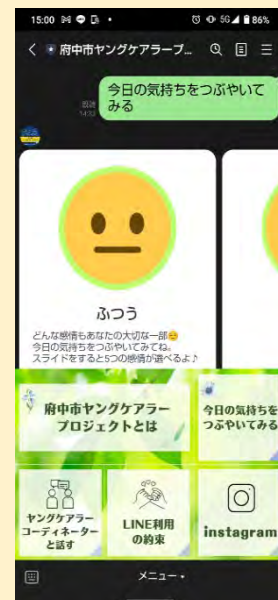 15:00
5G
86%
府中市ヤングケアラープ...
今日の気持ちをつぶやいて
みる
既読
ふつう
どんな感情もあなたの大切な一部😊
今日の気持ちをつぶやいてみてね。
スライドをすると5つの感情が選べるよ♪
府中市ヤングケアラー
プロジェクトとは
今日の気持ちを
つぶやいてみる
ヤングケアラー
コーディネーター
と話す
LINE利用
の約束
instagram
メニュー▾